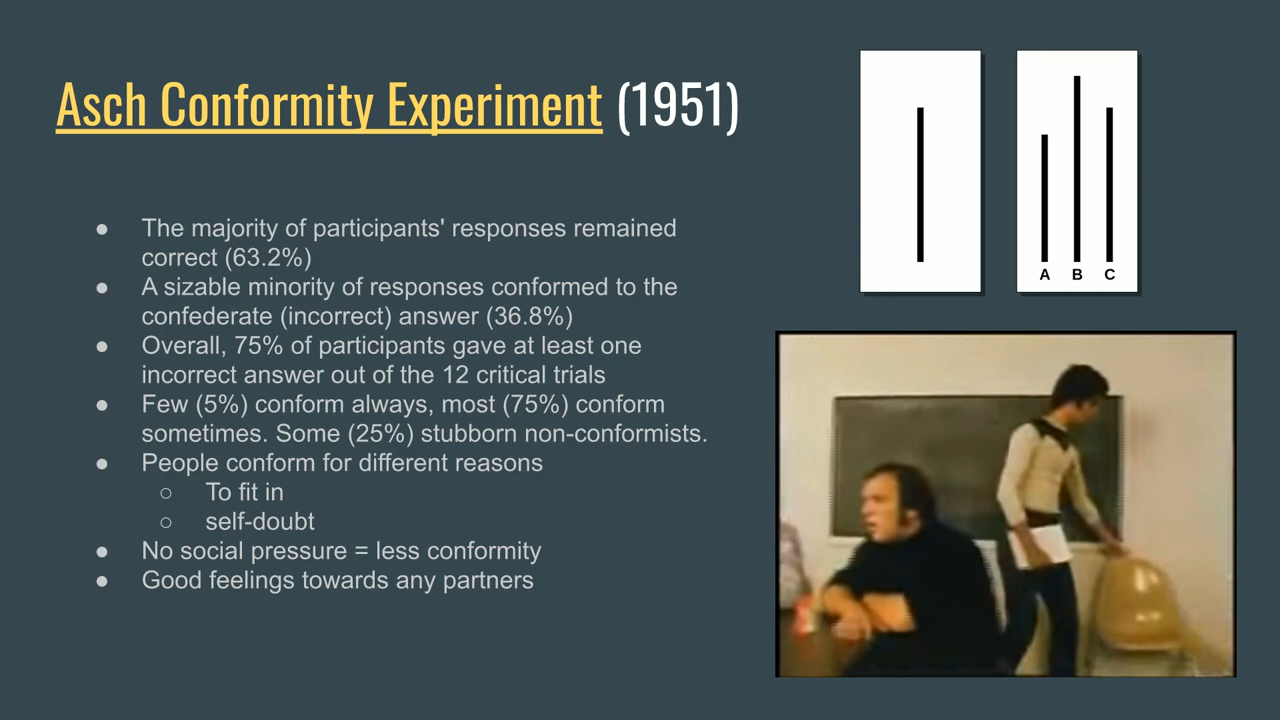 Asch Conformity Experiment (1951)
● The majority of participants' responses remained
correct (63.2%)
● A sizable minority of responses conformed to the
confederate (incorrect) answer (36.8%)
● Overall, 75% of participants gave at least one
incorrect answer out of the 12 critical trials
● Few (5%) conform always, most (75%) conform
sometimes. Some (25%) stubborn non-conformists.
● People conform for different reasons
○ To fit in
○ self-doubt
● No social pressure = less conformity
● Good feelings towards any partners
A B C